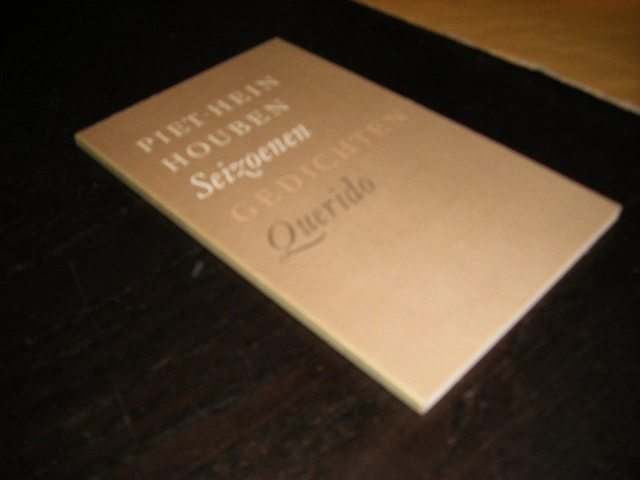 PIET-HEIN
HOUBEN
Seizoenen
GEDICHTEN
Querido